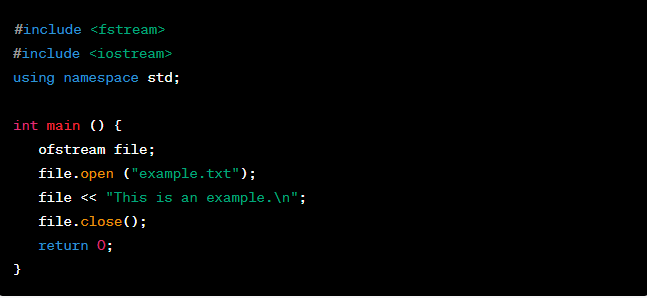 #include <fstream>
#include <iostream>
using namespace std;
int main () {
ofstream file;
file.open ("example.txt");
file << "This is an example.\n";
file.close();
return 0;
}